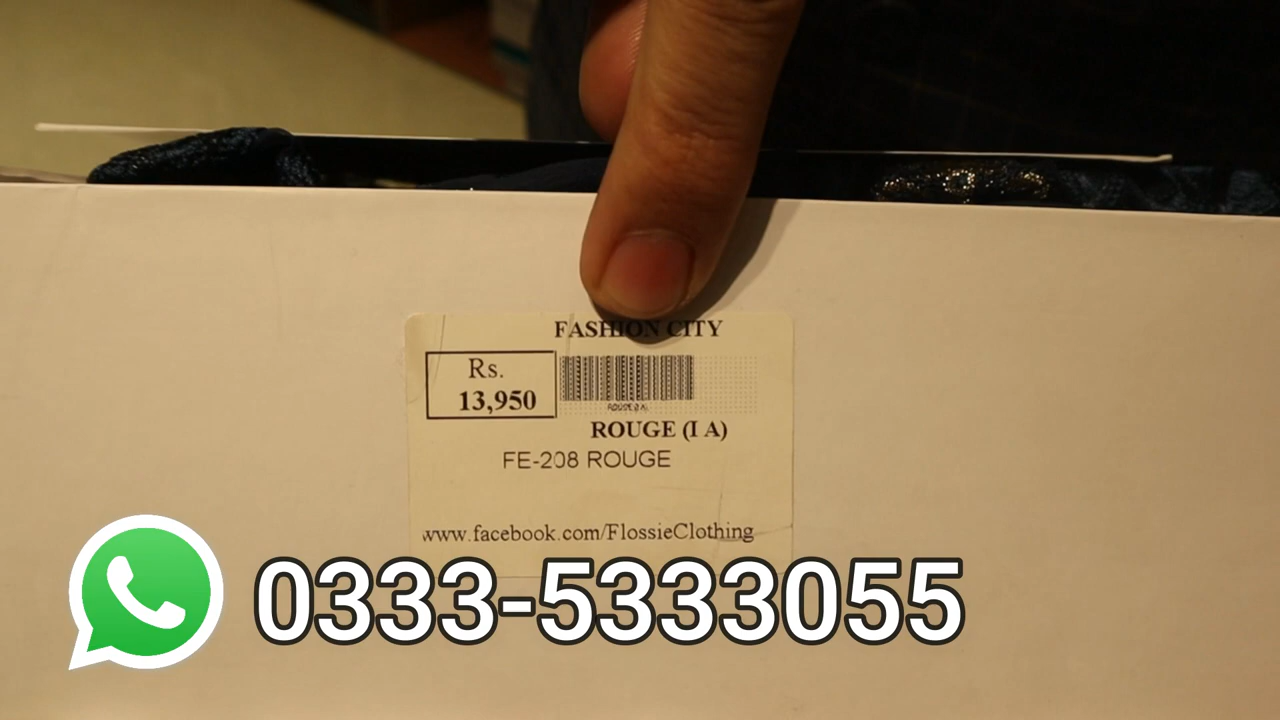 FASHION CITY
Rs.
13,950
ROUGE (I A)
FE-208 ROUGE
www.facebook.com/FlossieClothing
0333-5333055